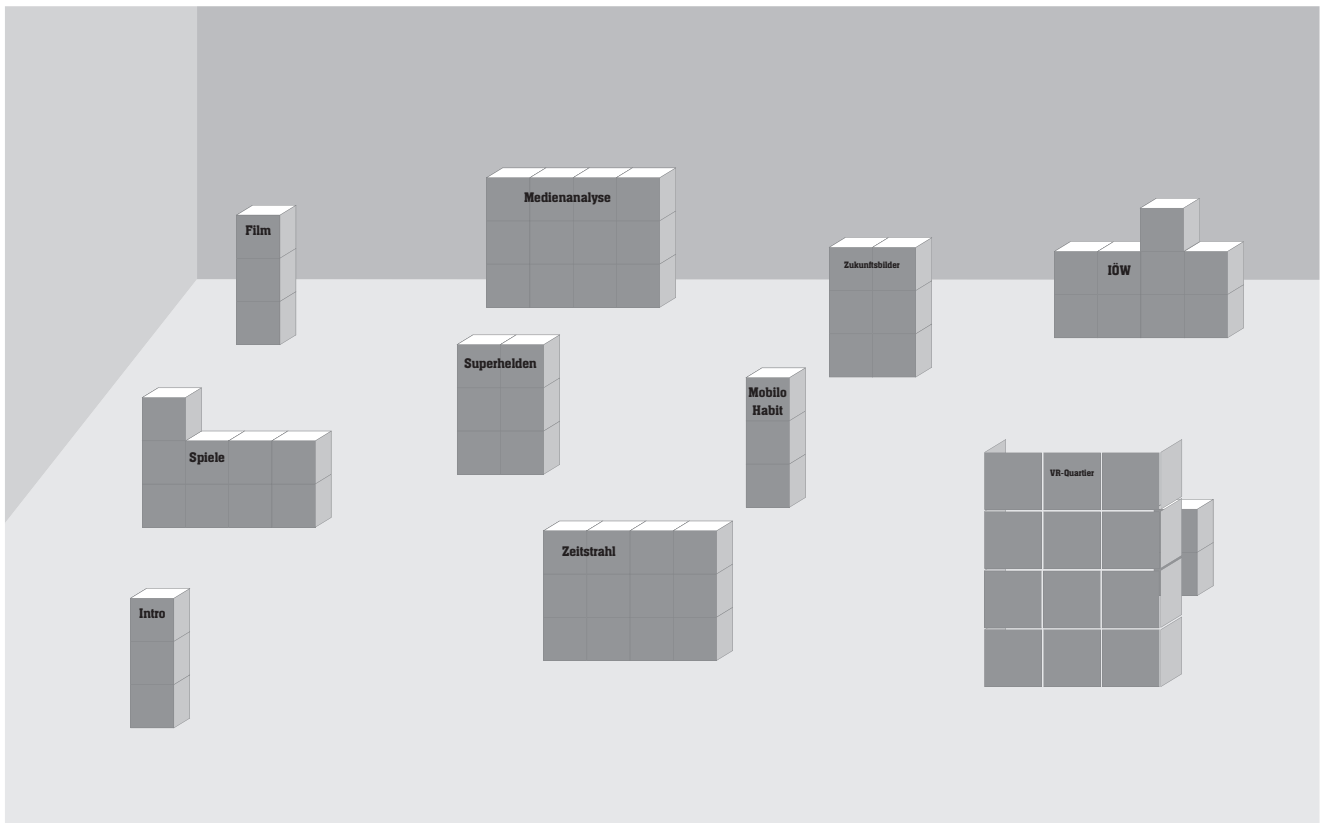 Medienanalyse
Film
Zukunftsbilder
IÖW
Superhelden
Mobilo
Habit
Spiele
VR-Quartier
Zeitstrahl
Intro